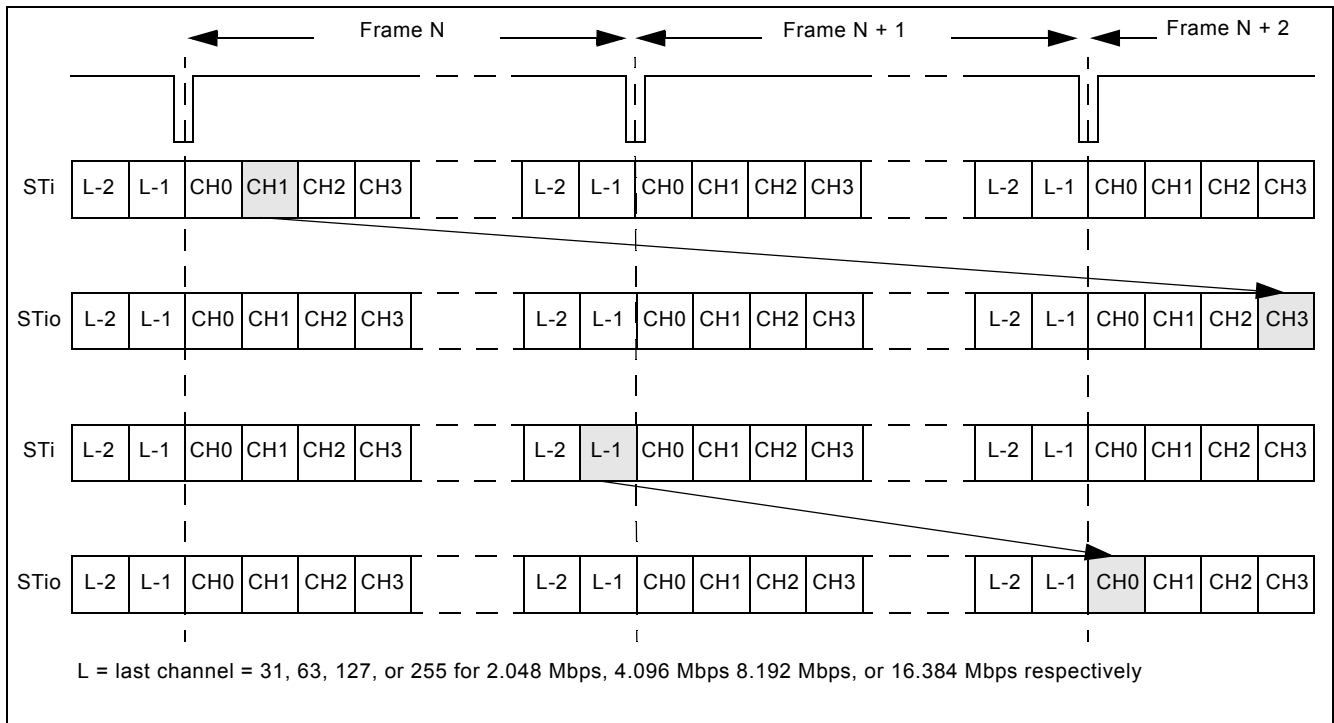 Frame N Frame N + 1 Frame N + 2
STi L-2 L-1 CH0 CH1 CH2 CH3 L-2 L-1 CH0 CH1 CH2 CH3 L-2 L-1 CH0 CH1 CH2 CH3
STio L-2 L-1 CH0 CH1 CH2 CH3 L-2 L-1 CH0 CH1 CH2 CH3 L-2 L-1 CH0 CH1 CH2 CH3
STi L-2 L-1 CH0 CH1 CH2 CH3 L-2 L-1 CH0 CH1 CH2 CH3 L-2 L-1 CH0 CH1 CH2 CH3
STio L-2 L-1 CH0 CH1 CH2 CH3 L-2 L-1 CH0 CH1 CH2 CH3 L-2 L-1 CH0 CH1 CH2 CH3
L = last channel = 31, 63, 127, or 255 for 2.048 Mbps, 4.096 Mbps 8.192 Mbps, or 16.384 Mbps respectively